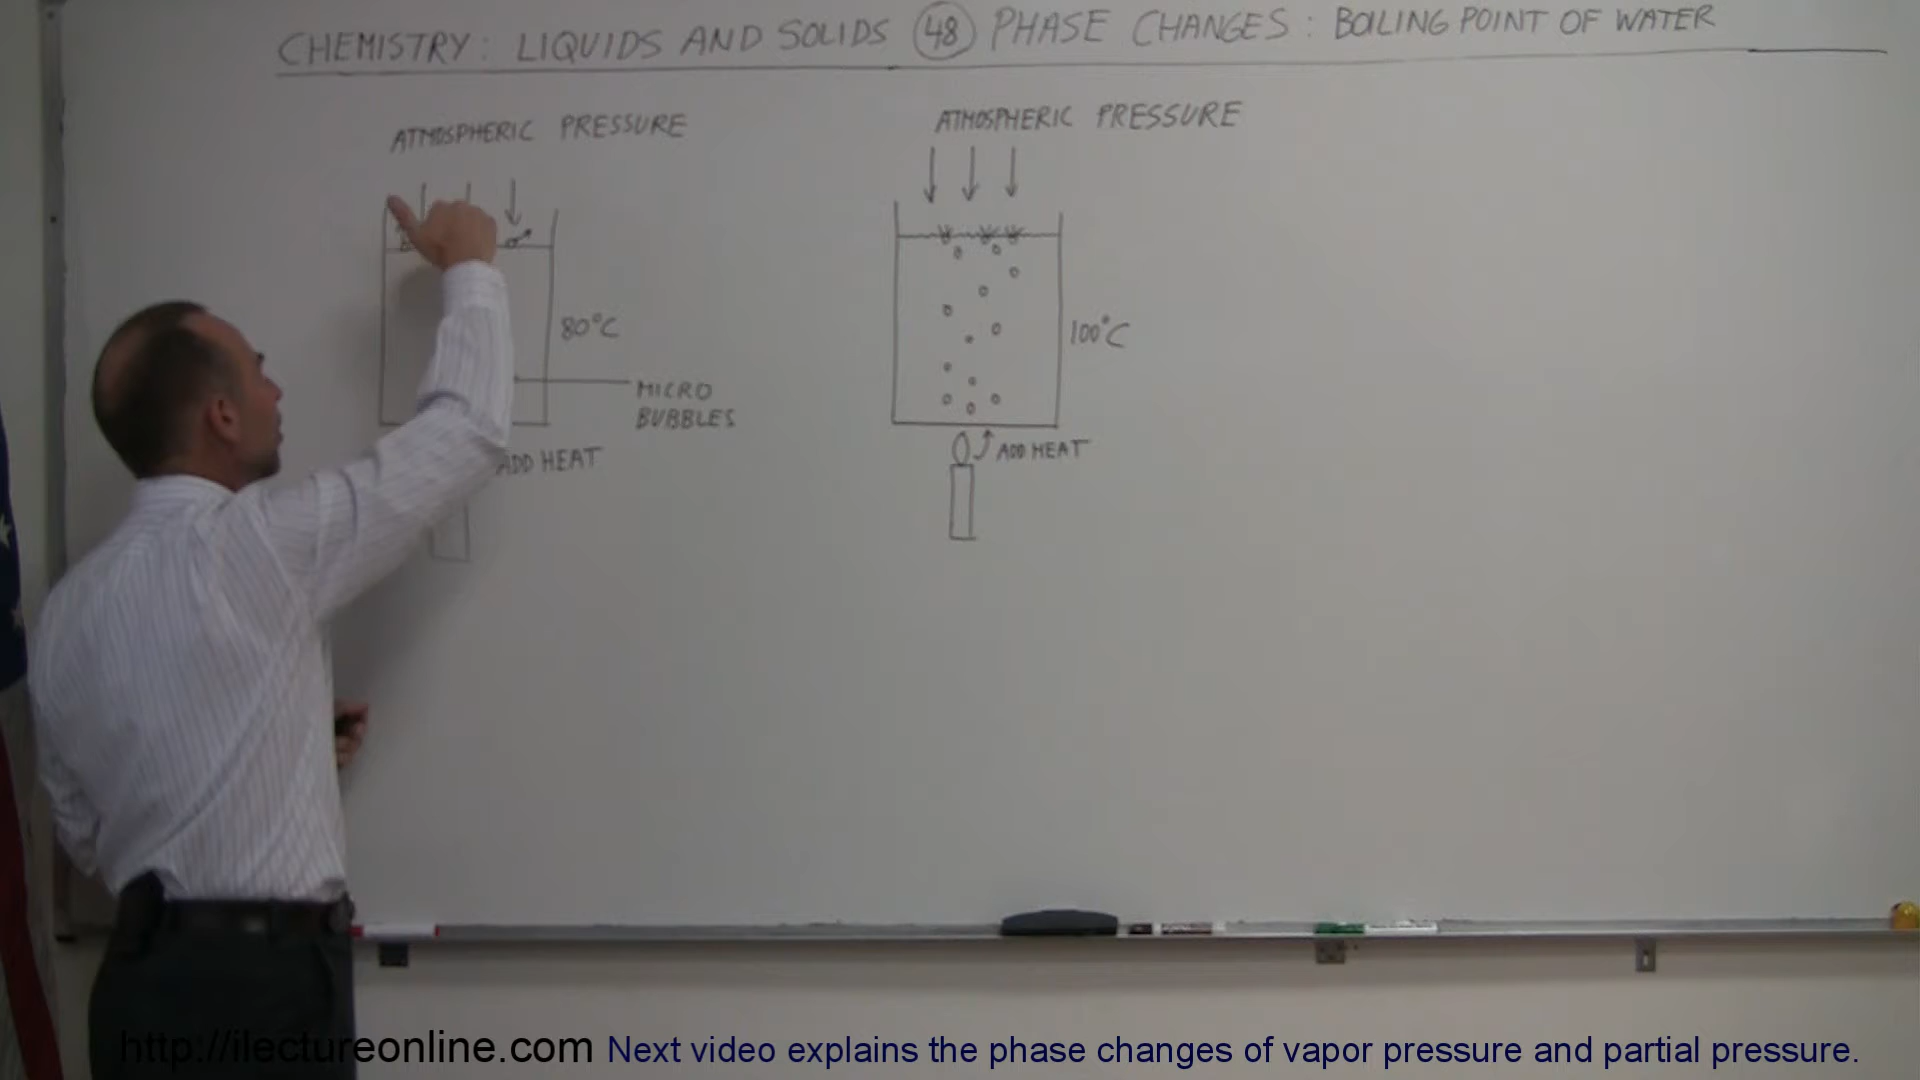 CHEMISTRY: LIQUIDS AND SOLIDS 48 PHASE CHANGES: BOILING POINT OF WATER
ATMOSPHERIC PRESSURE
ATMOSPHERIC PRESSURE
80°C
100°C
MICRO
BUBBLES
ADD HEAT
ADD HEAT
http://ilectureonline.com Next video explains the phase changes of vapor pressure and partial pressure.